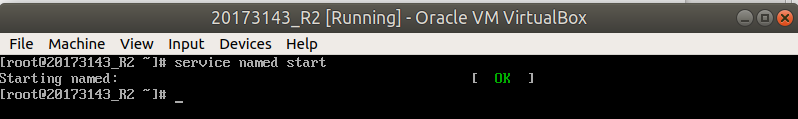 20173143_R2 [Running] - Oracle VM VirtualBox
File Machine View Input Devices Help
[root@20173143_R2 ~]# service named start
Starting named: [ OK ]
[root@20173143_R2 ~]# _